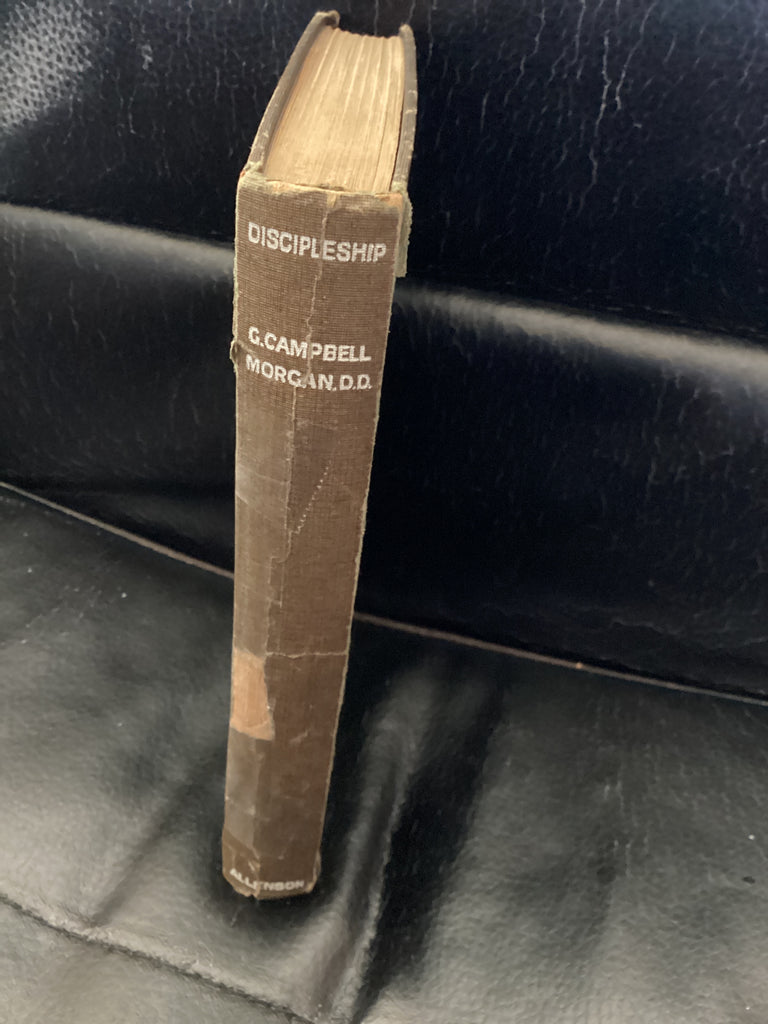 DISCIPLESHIP
G. CAMPBELL
MORGAN, D.D.
ALLENSON